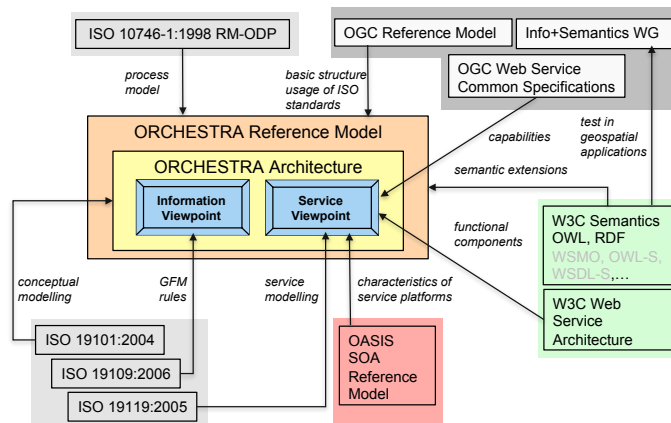 ISO 10746-1:1998 RM-ODP
OGC Reference Model
Info+Semantics WG
OGC Web Service
Common Specifications
process
model
basic structure
usage of ISO
standards
capabilities
test in
geospatial
applications
ORCHESTRA Reference Model
ORCHESTRA Architecture
semantic extensions
Information
Viewpoint
Service
Viewpoint
functional
components
W3C Semantics
OWL, RDF
WSMO, OWL-S,
WSDL-S,...
conceptual
modelling
GFM
rules
service
modelling
characteristics of
service platforms
W3C Web
Service
Architecture
ISO 19101:2004
ISO 19109:2006
ISO 19119:2005
OASIS
SOA
Reference
Model